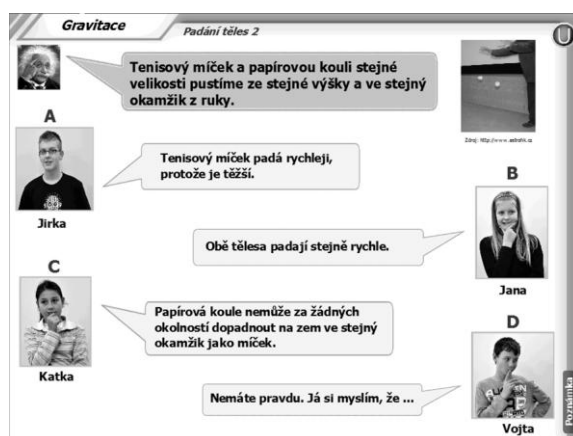 Gravitace
Padání těles 2
U
Tenisový míček a papírovou kouli stejné
velikosti pustíme ze stejné výšky a ve stejný
okamžik z ruky.
Zdroj: http://www.astrofik.cz
A
Tenisový míček padá rychleji,
protože je těžší.
Jirka
B
Obě tělesa padají stejně rychle.
Jana
C
Papírová koule nemůže za žádných
okolností dopadnout na zem ve stejný
okamžik jako míček.
Katka
D
Nemáte pravdu. Já si myslím, že ...
Vojta
Poznámka